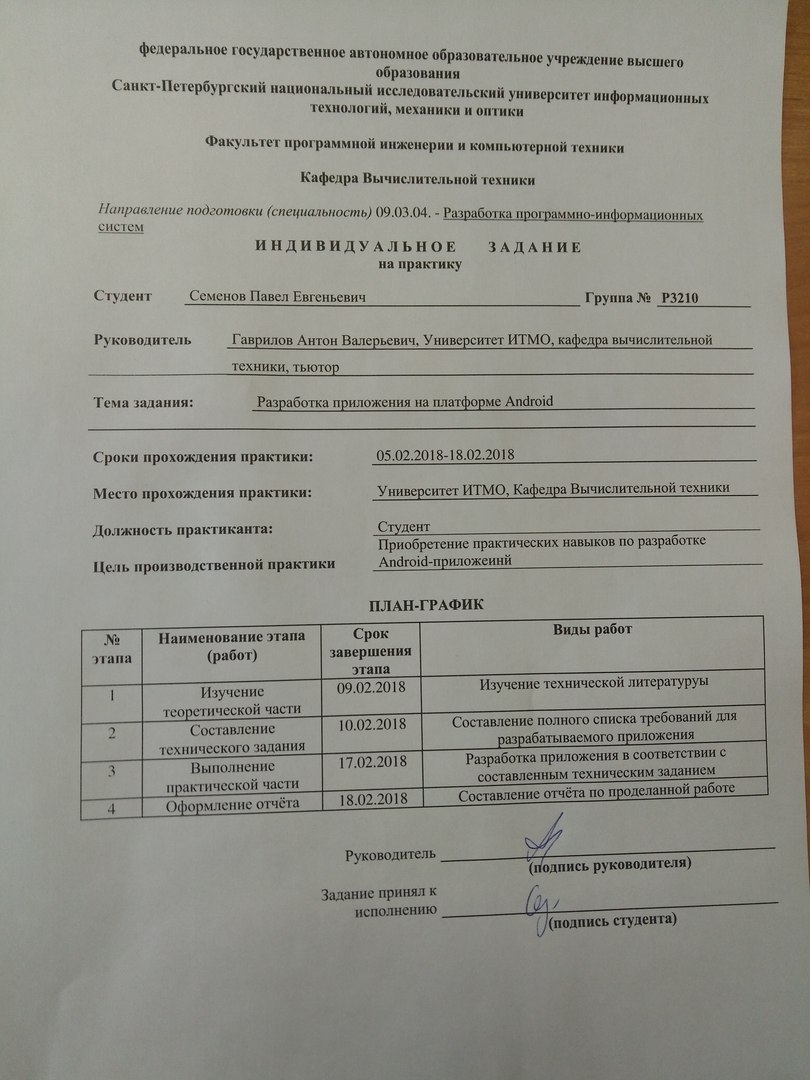 федеральное государственное автономное образовательное учреждение высшего
образования
Санкт-Петербургский национальный исследовательский университет информационных
технологий, механики и оптики
Факультет программной инженерии и компьютерной техники
Кафедра Вычислительной техники
Направление подготовки (специальность) 09.03.04. - Разработка программно-информационных
систем
ИНДИВИДУАЛЬНОЕ ЗАДАНИЕ
на практику
Студент Семенов Павел Евгеньевич Группа № P3210
Руководитель Гаврилов Антон Валерьевич, Университет ИТМО, кафедра вычислительной
техники, тьютор
Тема задания: Разработка приложения на платформе Android
Сроки прохождения практики: 05.02.2018-18.02.2018
Место прохождения практики: Университет ИТМО, Кафедра Вычислительной техники
Должность практиканта: Студент
Приобретение практических навыков по разработке
Цель производственной практики Android-приложеинй
ПЛАН-ГРАФИК
№ этапа Наименование этапа (работ) Срок завершения этапа Виды работ
1 Изучение теоретической части 09.02.2018 Изучение технической литературуы
2 Составление технического задания 10.02.2018 Составление полного списка требований для разрабатываемого приложения
3 Выполнение практической части 17.02.2018 Разработка приложения в соответствии с составленным техническим заданием
4 Оформление отчёта 18.02.2018 Составление отчёта по проделанной работе
Руководитель
(подпись руководителя)
Задание принял к
исполнению
(подпись студента)